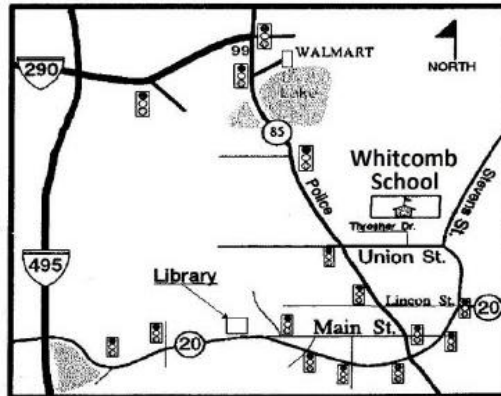 99
WALMART
NORTH
290
Lake
85
Whitcomb
School
Police
Stevens St.
Thrasher Dr.
Union St.
495
Library
Lincon St.
20
Main St.
20